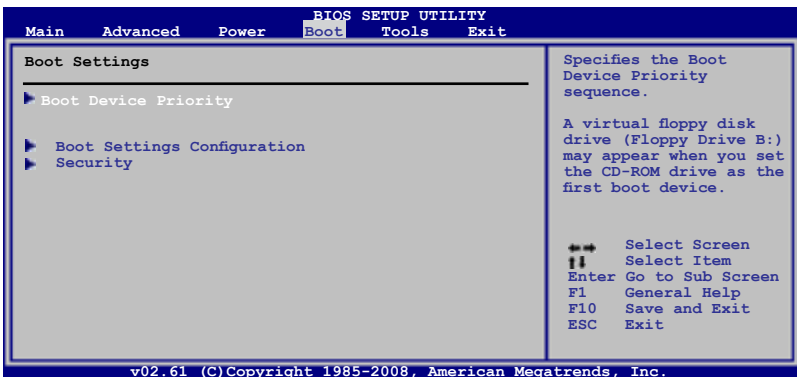 BIOS SETUP UTILITY
Main Advanced Power Boot Tools Exit
Boot Settings
Boot Device Priority
Boot Settings Configuration
Security
Specifies the Boot
Device Priority
sequence.
A virtual floppy disk
drive (Floppy Drive B:)
may appear when you set
the CD-ROM drive as the
first boot device.
←→ Select Screen
↑↓ Select Item
Enter Go to Sub Screen
F1 General Help
F10 Save and Exit
ESC Exit
v02.61 (C)Copyright 1985-2008, American Megatrends, Inc.